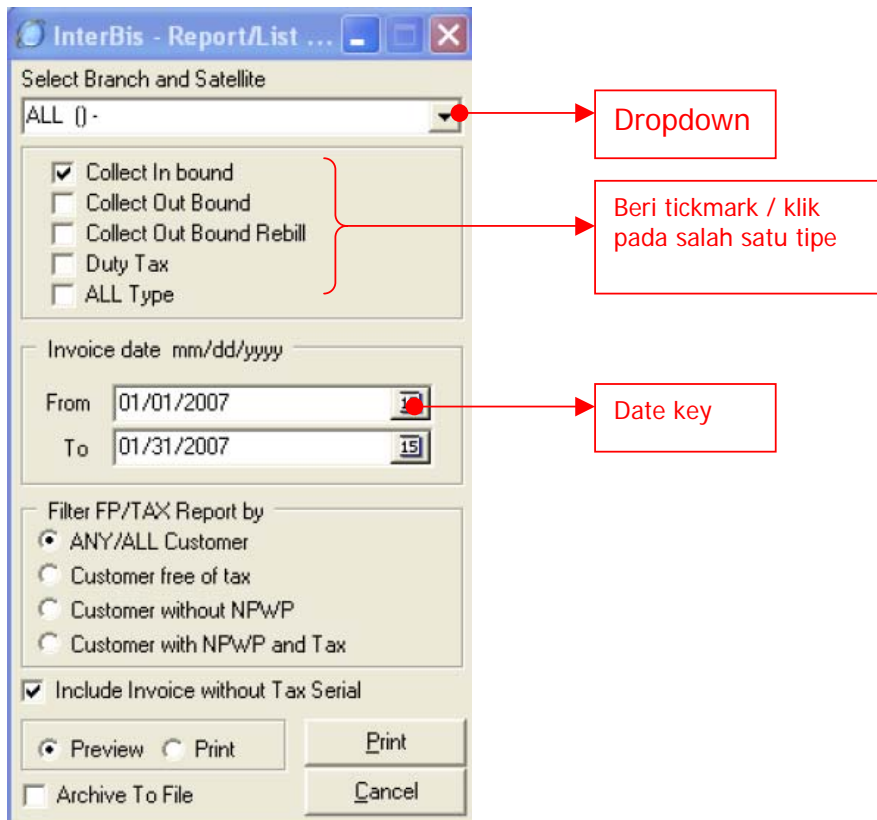 InterBis - Report/List ...
Select Branch and Satellite
ALL () -
Dropdown
Collect In bound
Collect Out Bound
Collect Out Bound Rebill
Duty Tax
ALL Type
Beri tickmark / klik
pada salah satu tipe
Invoice date mm/dd/yyyy
From 01/01/2007
To 01/31/2007 15
Date key
Filter FP/TAX Report by
ANY/ALL Customer
Customer free of tax
Customer without NPWP
Customer with NPWP and Tax
Include Invoice without Tax Serial
Preview Print Print
Archive To File Cancel